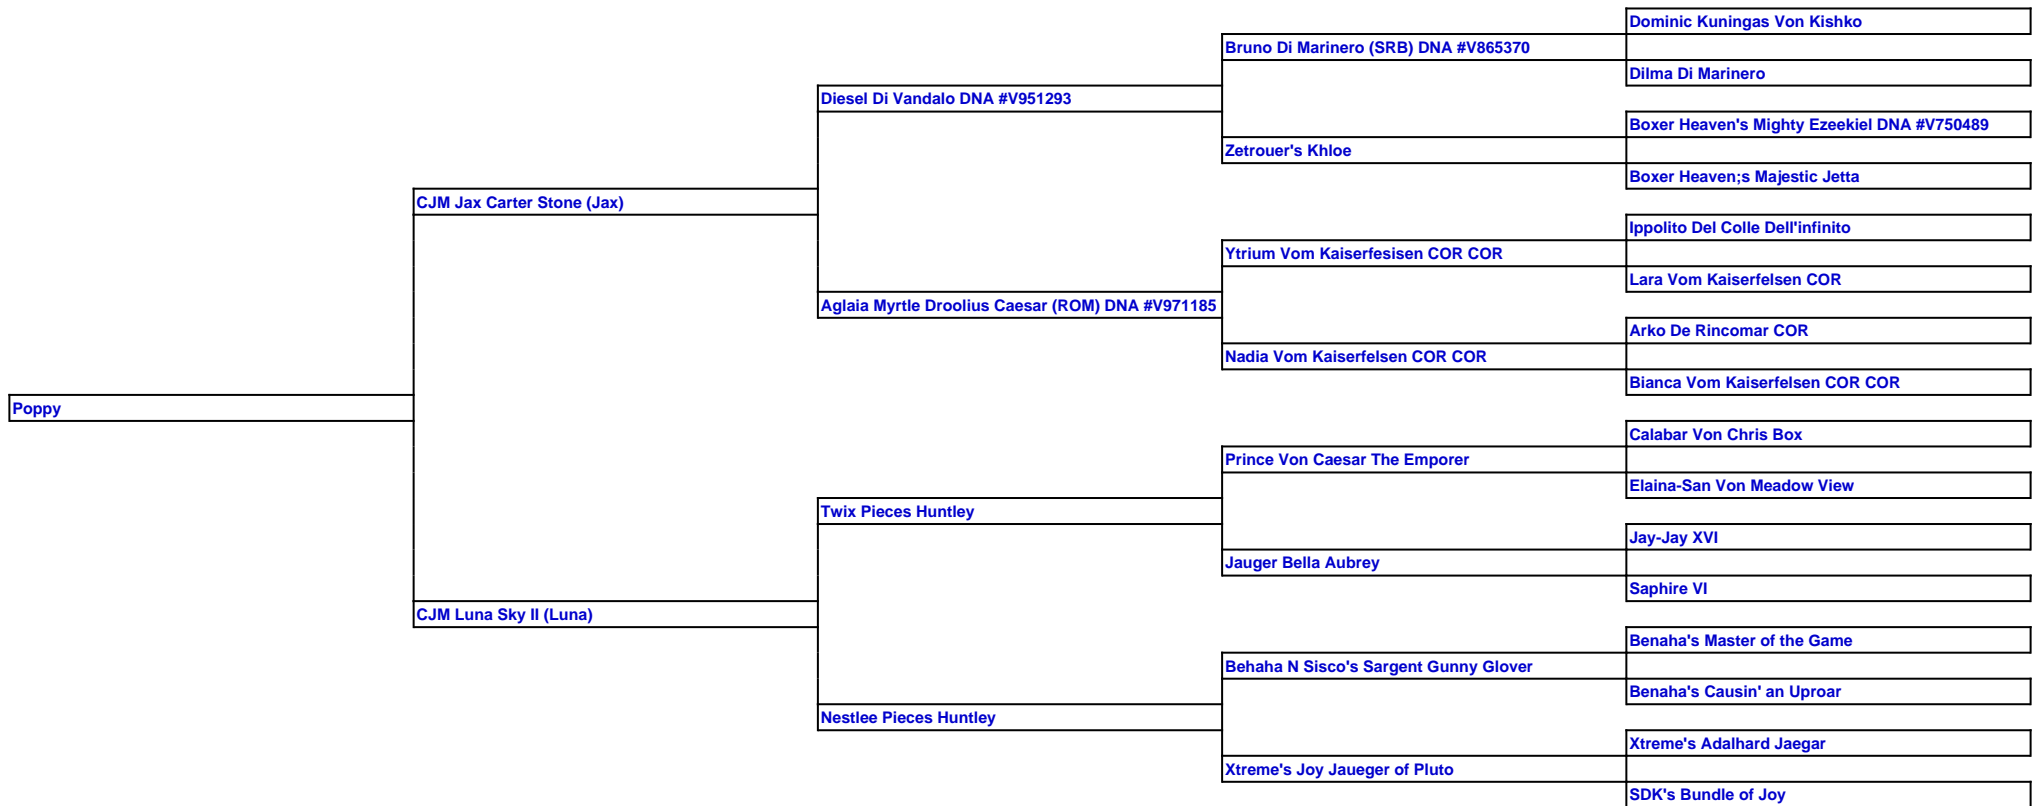 Dominic Kuningas Von Kishko
Bruno Di Marinero (SRB) DNA #V865370
Dilma Di Marinero
Diesel Di Vandalo DNA #V951293
Boxer Heaven's Mighty Ezeekiel DNA #V750489
Zetrouer's Khloe
Boxer Heaven;s Majestic Jetta
CJM Jax Carter Stone (Jax)
Ippolito Del Colle Dell'infinito
Ytrium Vom Kaiserfesisen COR COR
Lara Vom Kaiserfelsen COR
Aglaia Myrtle Droolius Caesar (ROM) DNA #V971185
Arko De Rincomar COR
Nadia Vom Kaiserfelsen COR COR
Bianca Vom Kaiserfelsen COR COR
Poppy
Calabar Von Chris Box
Prince Von Caesar The Emporer
Elaina-San Von Meadow View
Twix Pieces Huntley
Jay-Jay XVI
Jauger Bella Aubrey
Saphire VI
CJM Luna Sky II (Luna)
Benaha's Master of the Game
Behaha N Sisco's Sargent Gunny Glover
Benaha's Causin' an Uproar
Nestlee Pieces Huntley
Xtreme's Adalhard Jaegar
Xtreme's Joy Jaueger of Pluto
SDK's Bundle of Joy